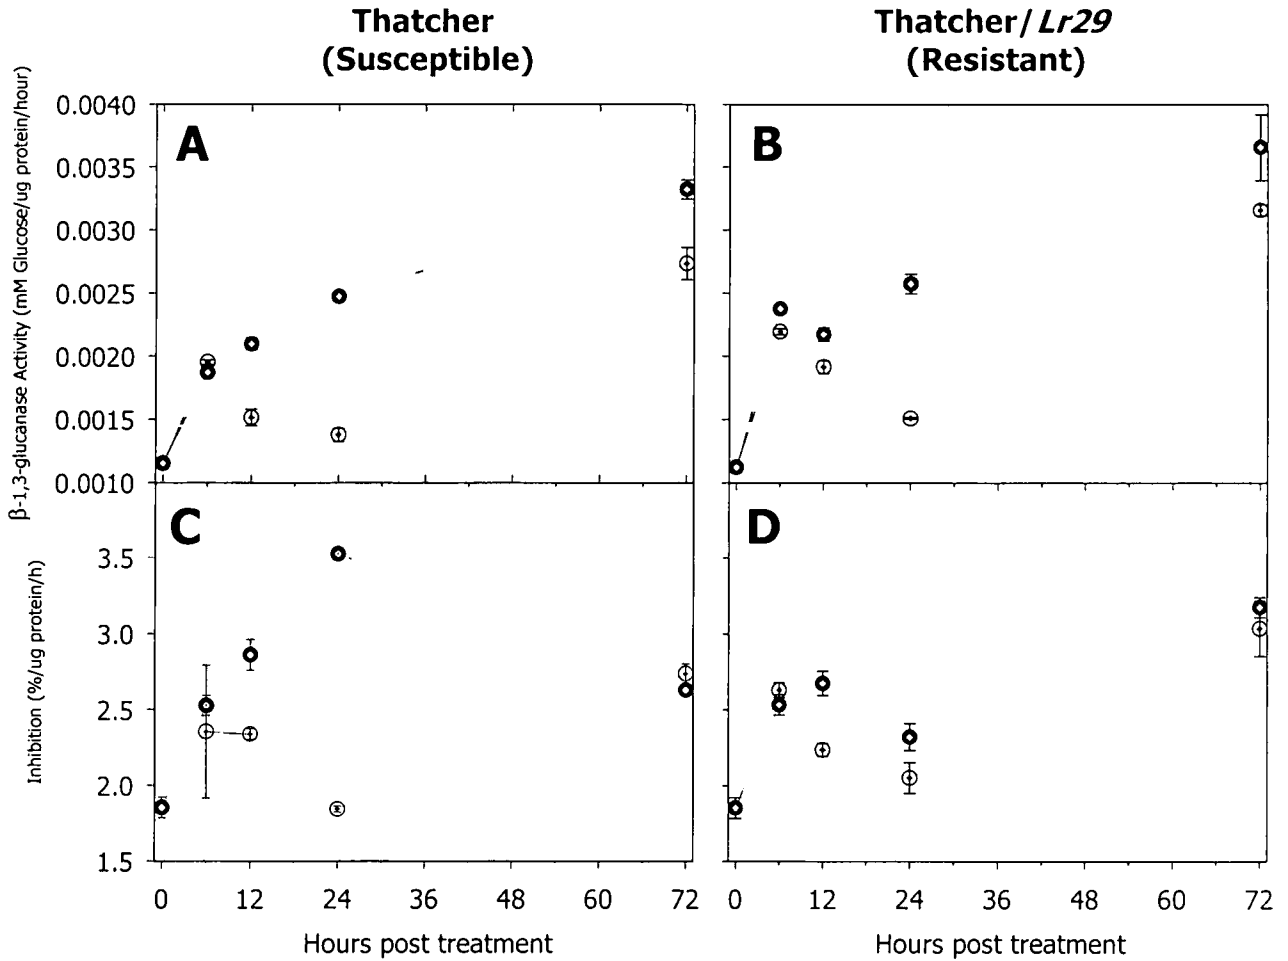 Thatcher
(Susceptible)
Thatcher/Lr29
(Resistant)
β-1,3-glucanase Activity (mM Glucose/ug protein/hour)
0.0040
0.0035
0.0030
0.0025
0.0020
0.0015
0.0010
A
B
Inhibition (%/ug protein/h)
3.5
3.0
2.5
2.0
1.5
C
D
0 12 24 36 48 60 72
0 12 24 36 48 60 72
Hours post treatment
Hours post treatment